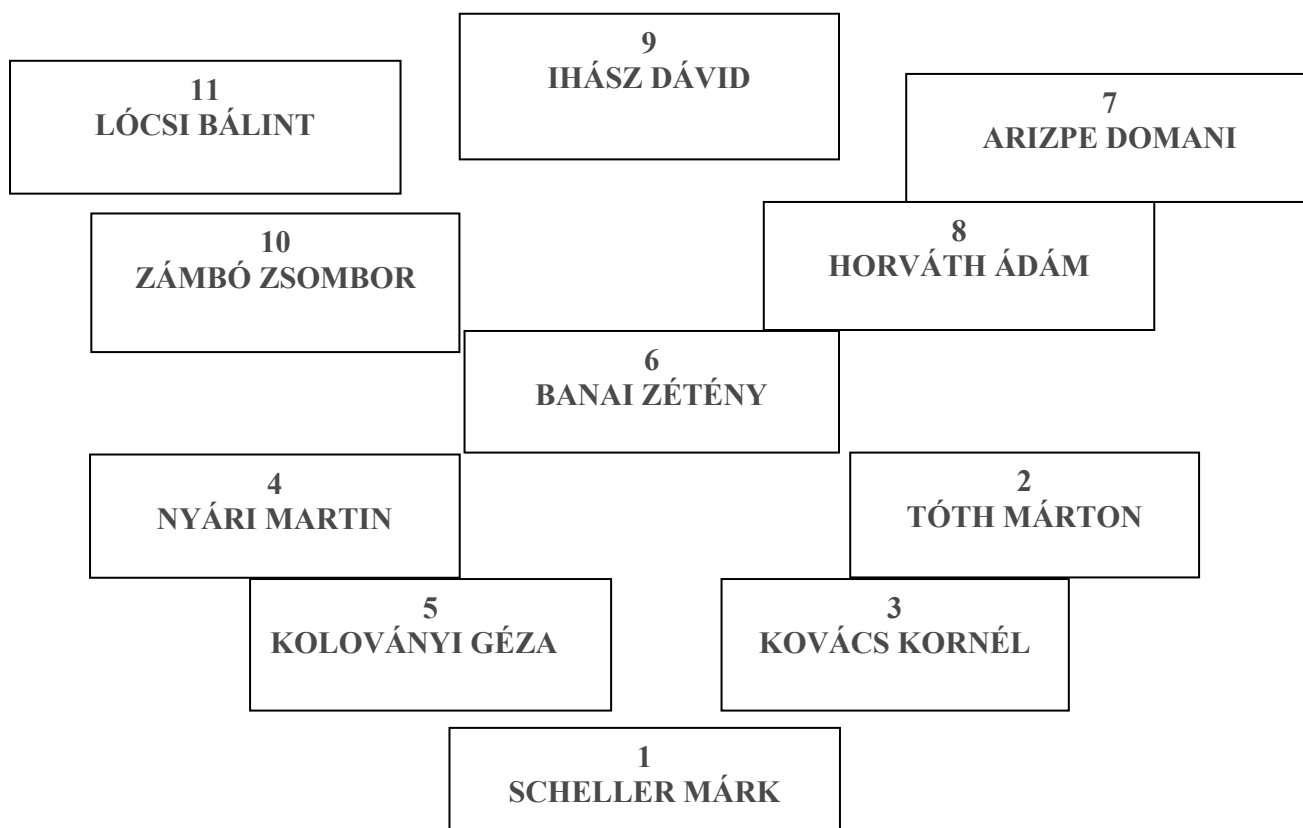 9
IHÁSZ DÁVID
11
LÓCSI BÁLINT
7
ARIZPE DOMANI
10
ZÁMBÓ ZSOMBOR
8
HORVÁTH ÁDÁM
6
BANAI ZÉTÉNY
4
NYÁRI MARTIN
2
TÓTH MÁRTON
5
KOLOVÁNYI GÉZA
3
KOVÁCS KORNÉL
1
SCHELLER MÁRK